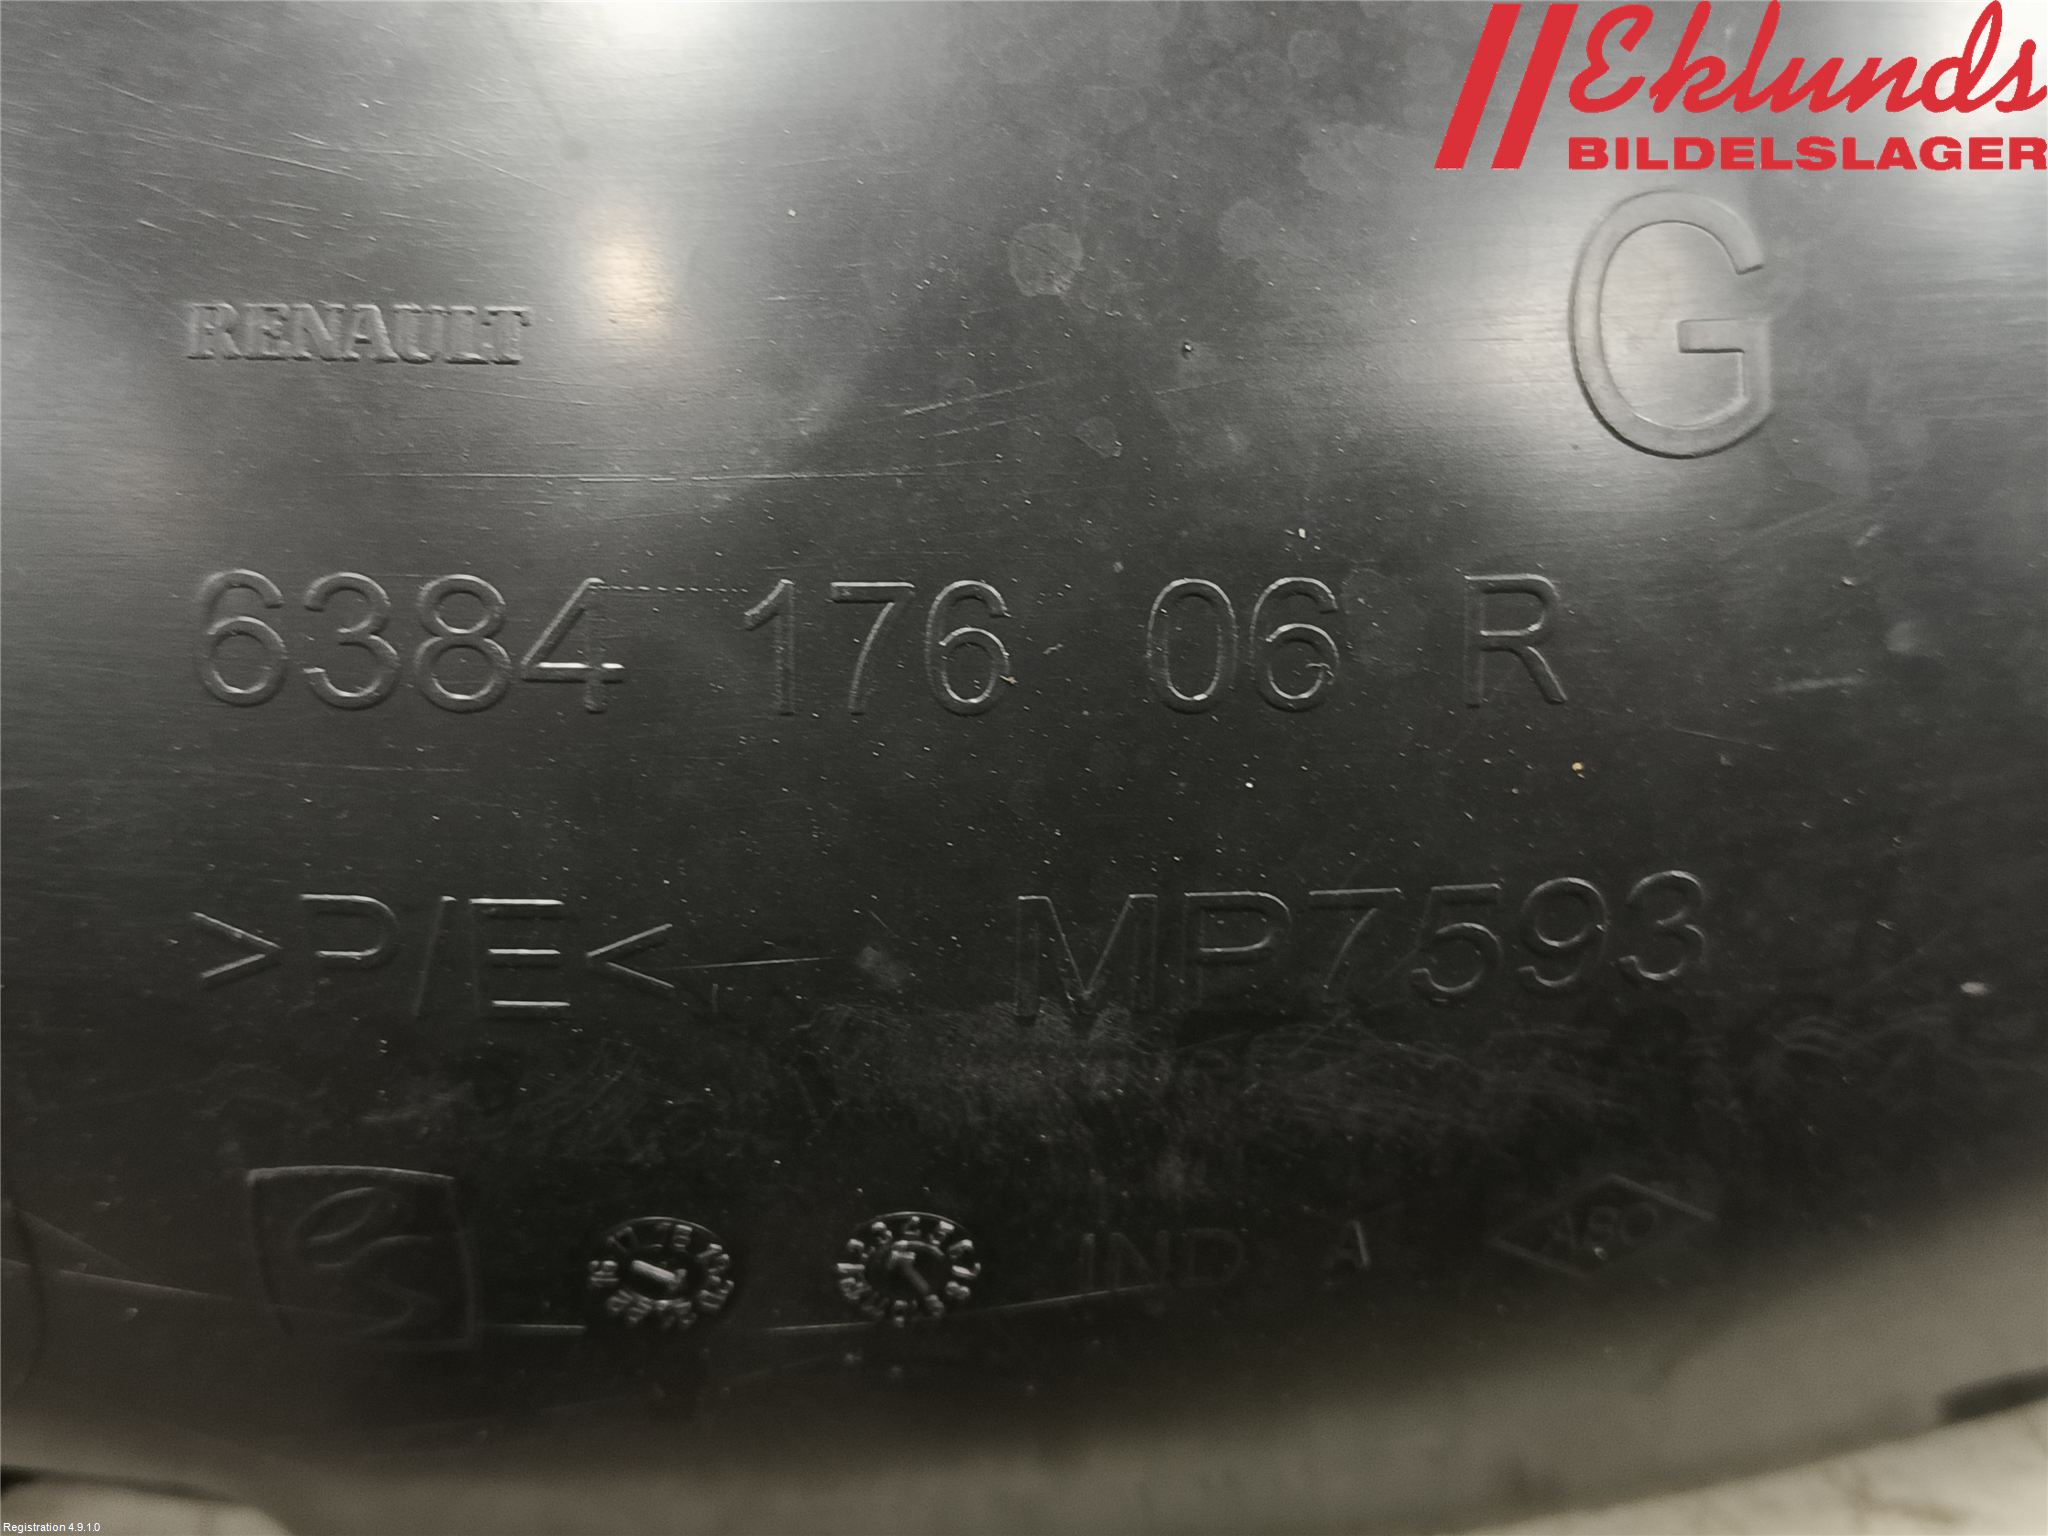 Eklunds
BILDELSLAGER
G
RENAULT
6384 176 06 R
>P/E< MP7593
IND A
Registration 4.9.1.0